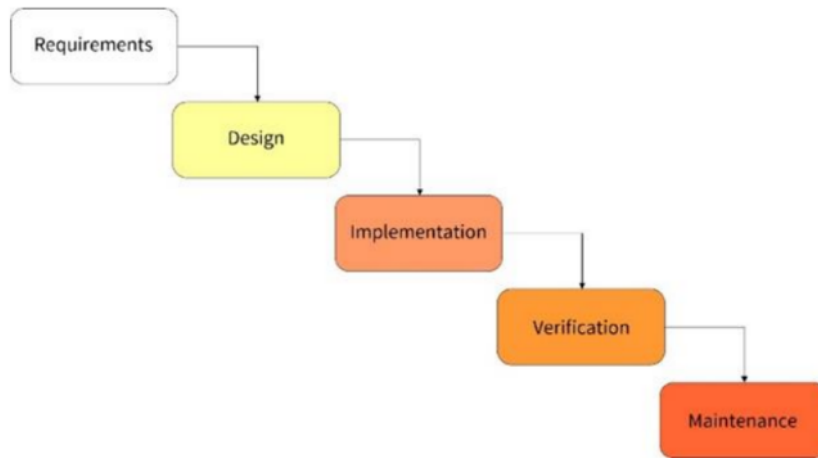 Requirements
Design
Implementation
Verification
Maintenance